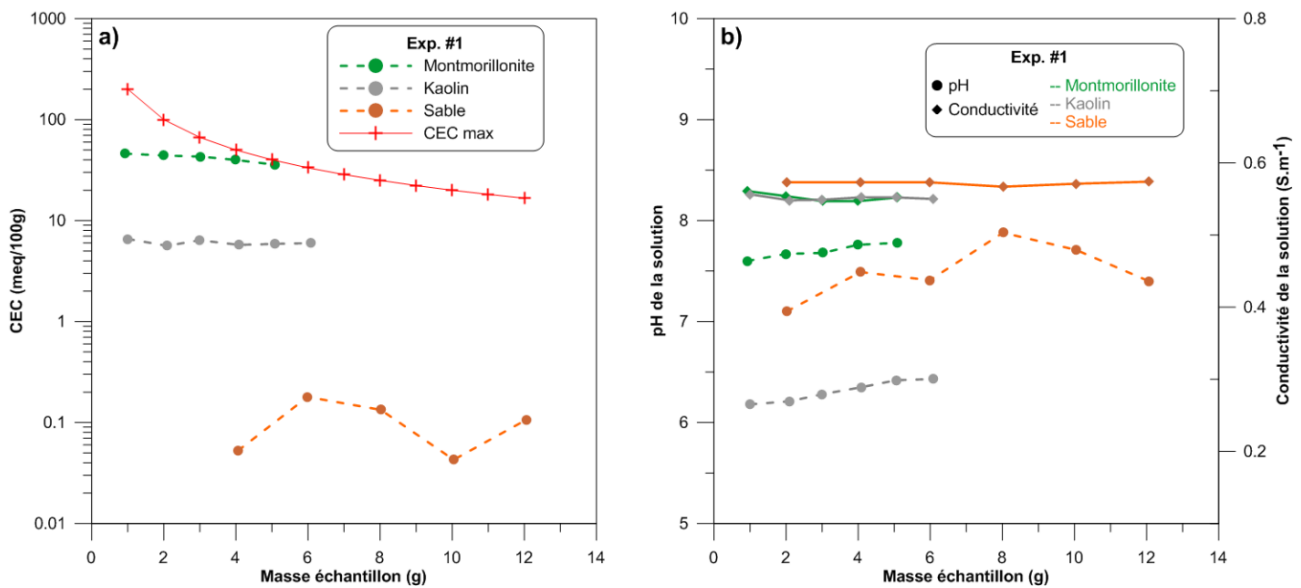 a)
Exp. #1
Montmorillonite
Kaolin
Sable
CEC max
1000
100
10
1
0.1
0.01
CEC (meq/100g)
0 2 4 6 8 10 12 14
Masse échantillon (g)
b)
Exp. #1
pH
Conductivité
-- Montmorillonite
-- Kaolin
-- Sable
10
9
8
7
6
5
pH de la solution
0.8
0.6
0.4
0.2
Conductivité de la solution (S.m⁻¹)
0 2 4 6 8 10 12 14
Masse échantillon (g)